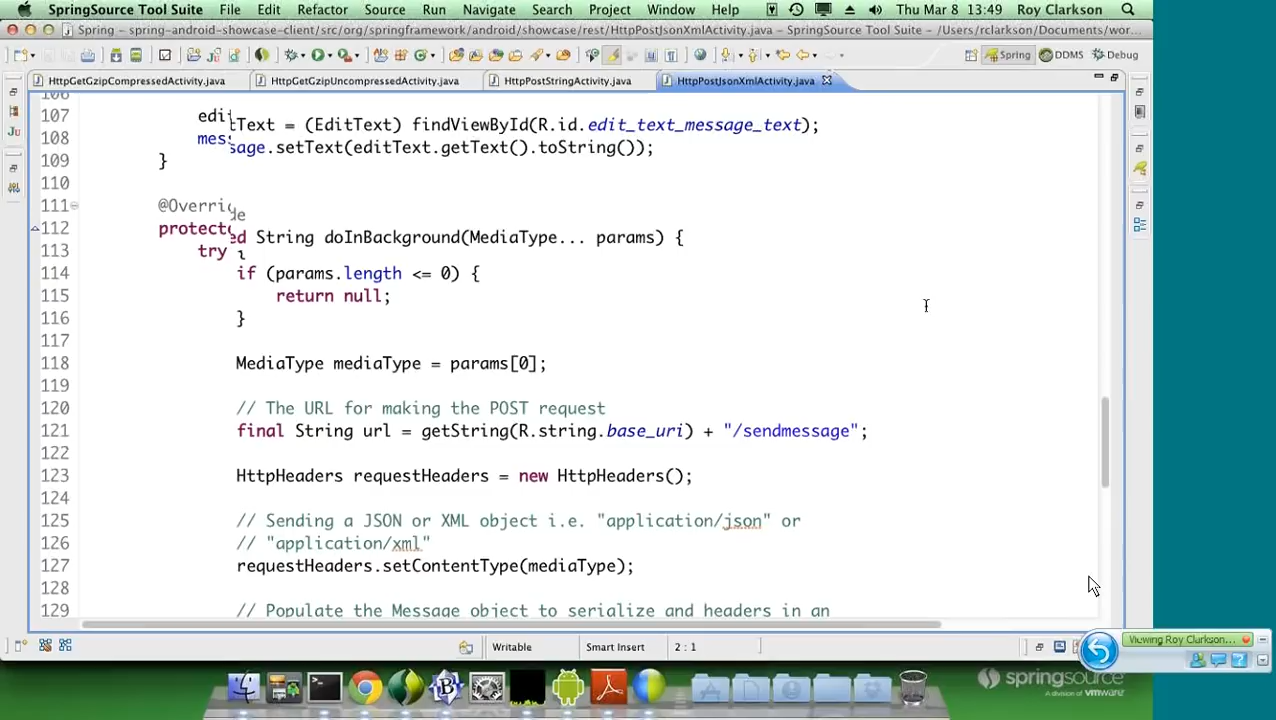 SpringSource Tool Suite File Edit Refactor Source Run Navigate Search Project Window Help Thu Mar 8 13:49 Roy Clarkson
Spring – spring-android-showcase-client/src/org/springframework/android/showcase/rest/HttpPostJsonXmlActivity.java – SpringSource Tool Suite – /Users/rclarkson/Documents/wor...
Spring DDMS Debug
HttpGetGzipCompressedActivity.java HttpGetGzipUncompressedActivity.java HttpPostStringActivity.java HttpPostJsonXmlActivity.java
106
107 editText = (EditText) findViewById(R.id.edit_text_message_text);
108 message.setText(editText.getText().toString());
109 }
110
111 @Override
112 protected String doInBackground(MediaType... params) {
113 try {
114 if (params.length <= 0) {
115 return null;
116 }
117
118 MediaType mediaType = params[0];
119
120 // The URL for making the POST request
121 final String url = getString(R.string.base_uri) + "/sendmessage";
122
123 HttpHeaders requestHeaders = new HttpHeaders();
124
125 // Sending a JSON or XML object i.e. "application/json" or
126 // "application/xml"
127 requestHeaders.setContentType(mediaType);
128
129 // Populate the Message object to serialize and headers in an
Writable Smart Insert 2 : 1
Viewing Roy Clarkson...
springsource
A division of vmware